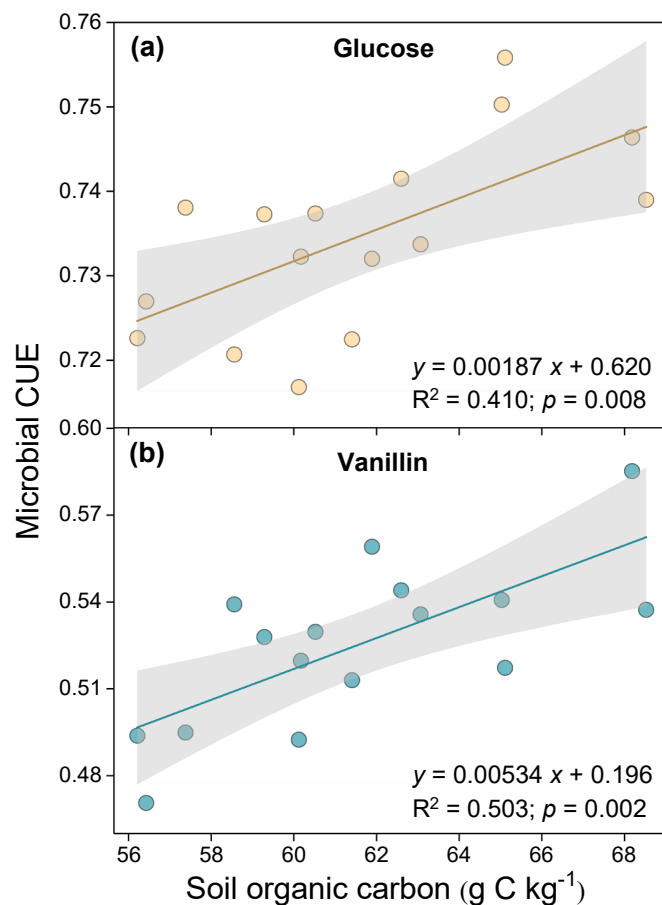 0.76
(a) Glucose
0.75
0.74
0.73
0.72
y = 0.00187 x + 0.620
R² = 0.410; p = 0.008
Microbial CUE
0.60
(b) Vanillin
0.57
0.54
0.51
0.48
y = 0.00534 x + 0.196
R² = 0.503; p = 0.002
56 58 60 62 64 66 68
Soil organic carbon (g C kg⁻¹)